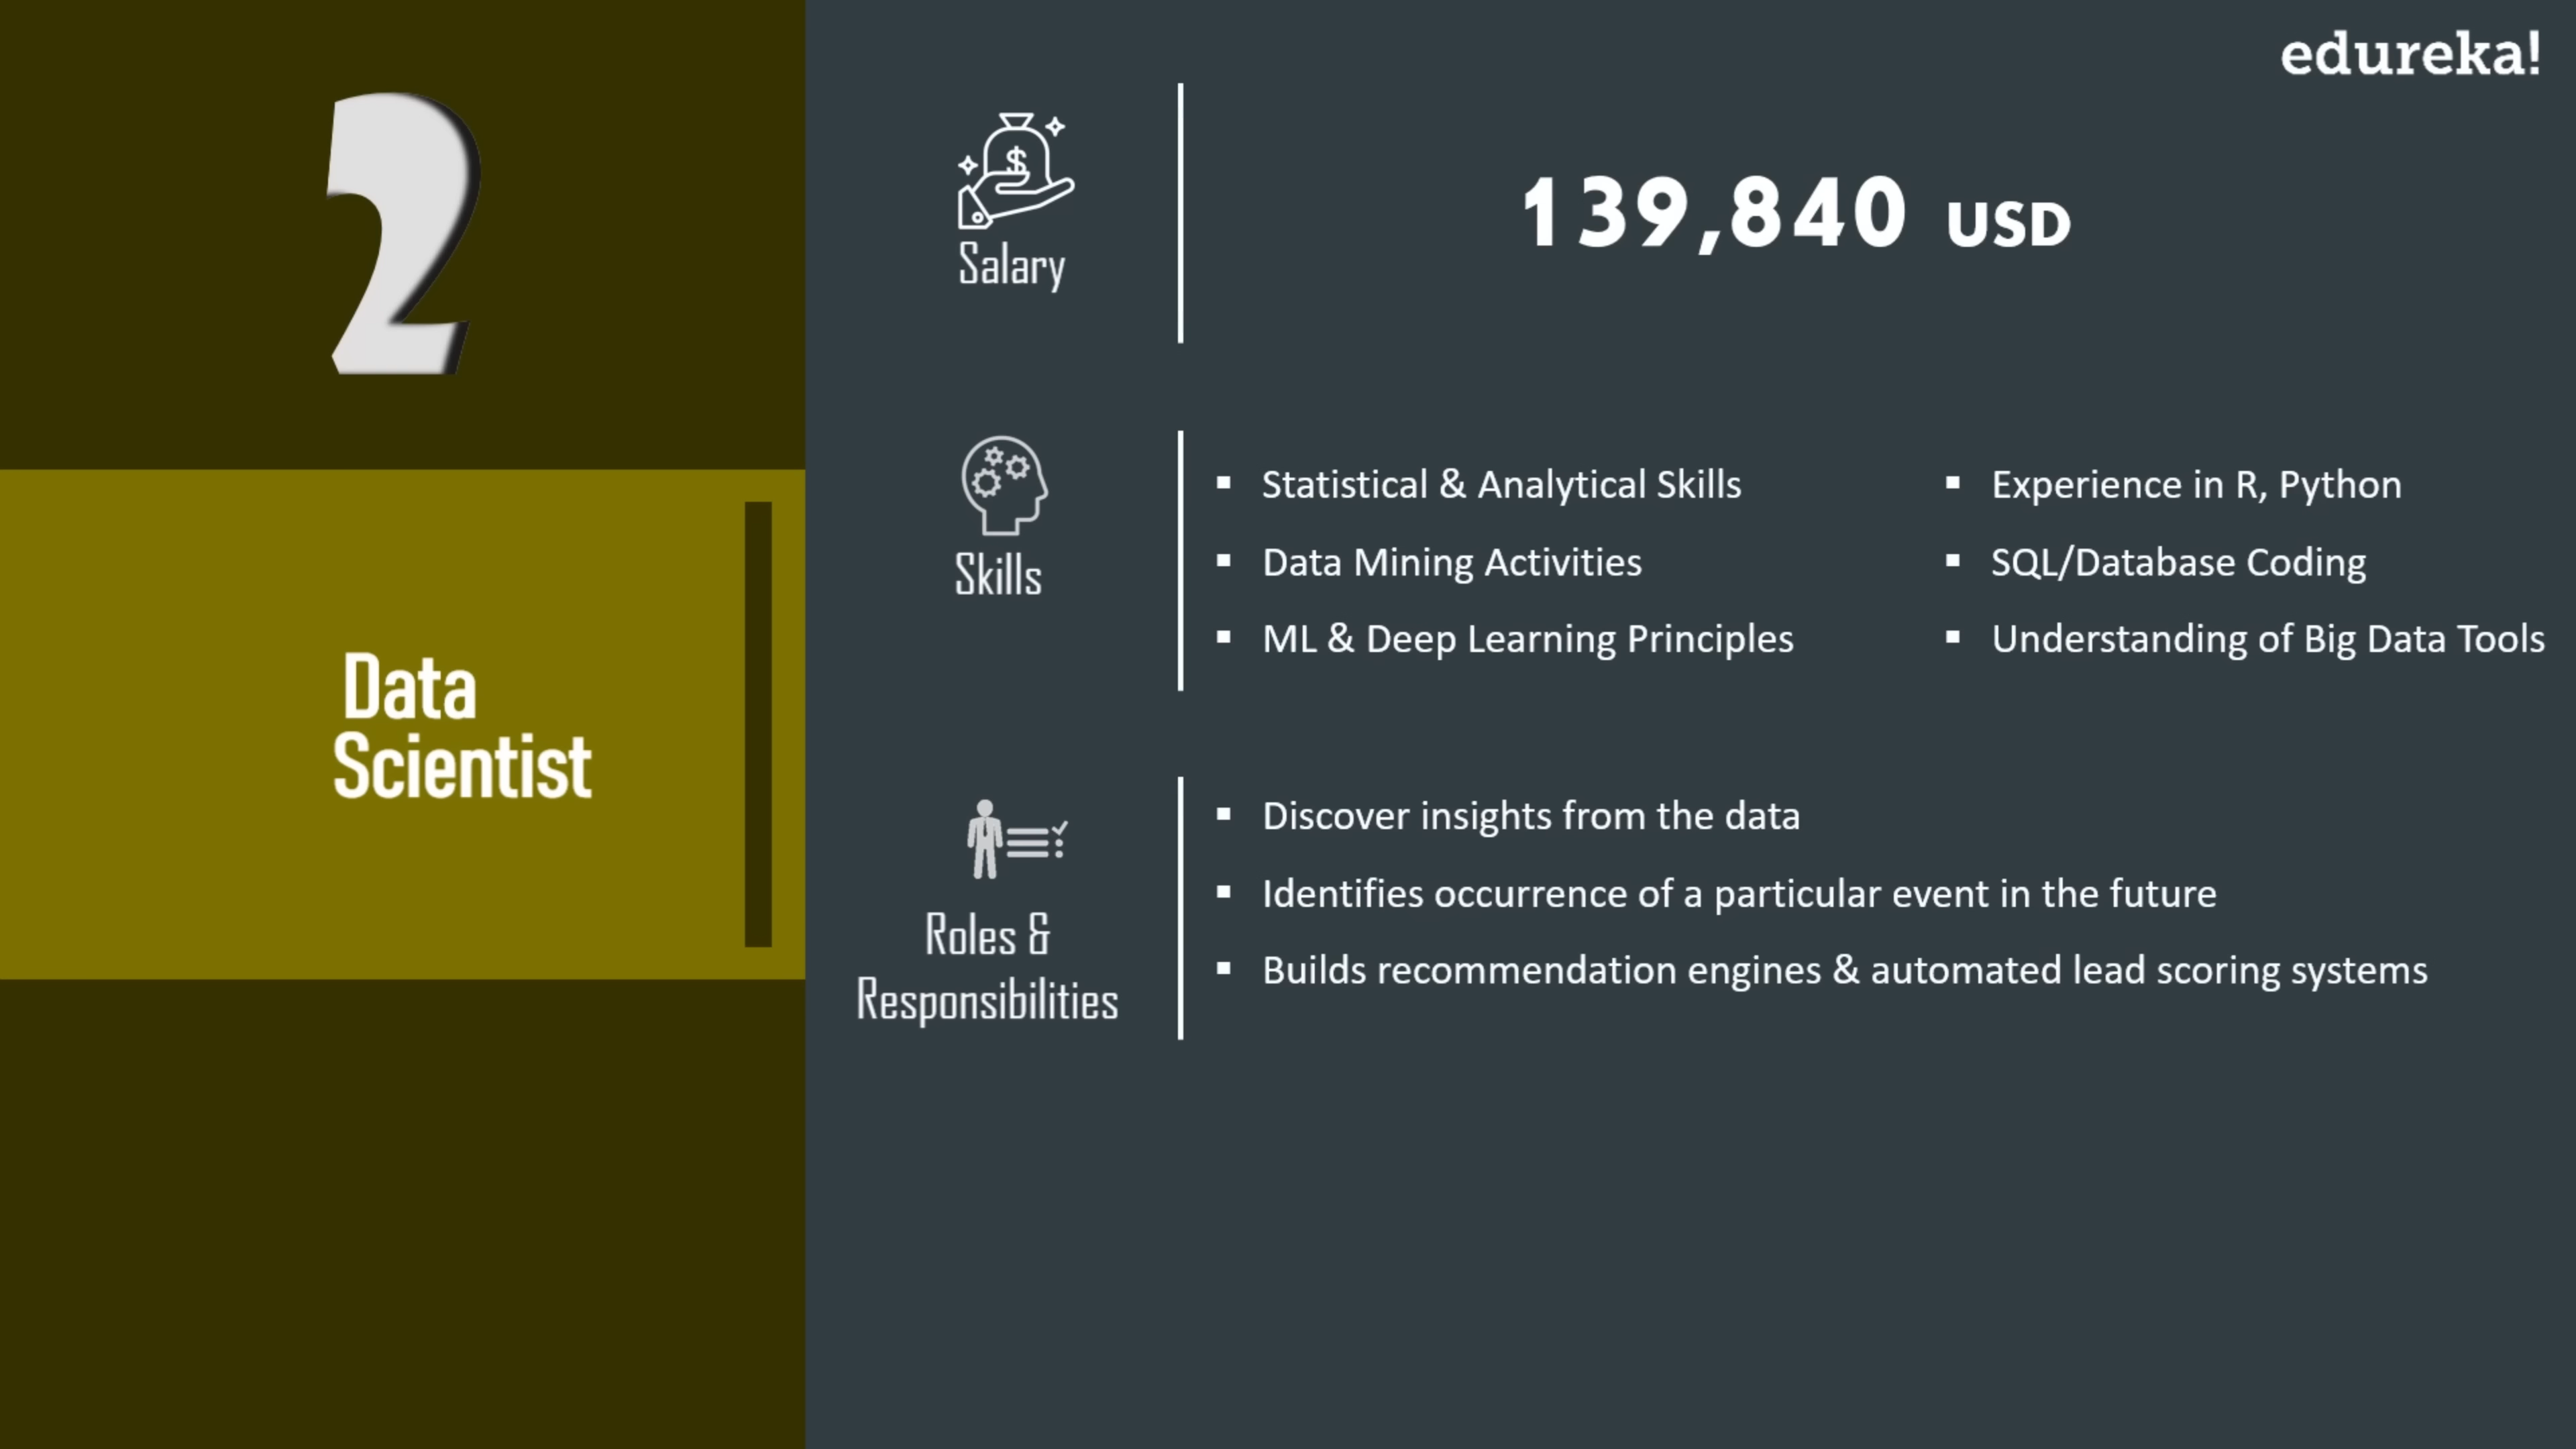 edureka!
2
Data
Scientist
$
Salary
139,840 USD
Skills
▪ Statistical & Analytical Skills
▪ Data Mining Activities
▪ ML & Deep Learning Principles
▪ Experience in R, Python
▪ SQL/Database Coding
▪ Understanding of Big Data Tools
Roles &
Responsibilities
▪ Discover insights from the data
▪ Identifies occurrence of a particular event in the future
▪ Builds recommendation engines & automated lead scoring systems